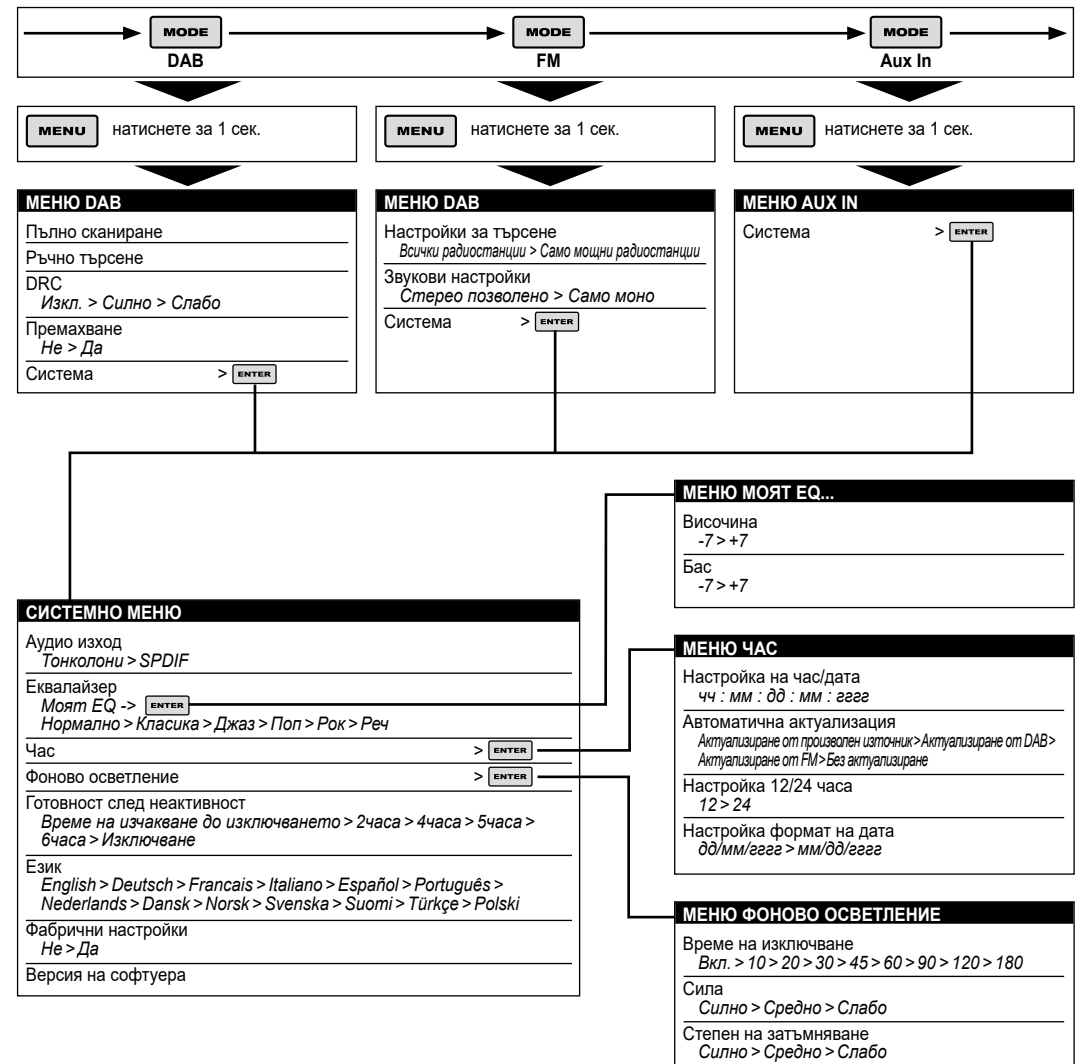 MODE MODE MODE
DAB FM Aux In
MENU натиснете за 1 сек.
MENU натиснете за 1 сек.
MENU натиснете за 1 сек.
МЕНЮ DAB
Пълно сканиране
Ръчно търсене
DRC
Изкл. > Силно > Слабо
Премахване
Не > Да
Система > ENTER
МЕНЮ DAB
Настройки за търсене
Всички радиостанции > Само мощни радиостанции
Звукови настройки
Стерео позволено > Само моно
Система > ENTER
МЕНЮ AUX IN
Система > ENTER
МЕНЮ МОЯТ EQ...
Височина
-7 > +7
Бас
-7 > +7
СИСТЕМНО МЕНЮ
Аудио изход
Тонколони > SPDIF
Еквалайзер
Моят EQ -> ENTER
Нормално > Класика > Джаз > Поп > Рок > Реч
Час > ENTER
Фоново осветление > ENTER
Готовност след неактивност
Време на изчакване до изключването > 2часа > 4часа > 5часа >
6часа > Изключване
Език
English > Deutsch > Francais > Italiano > Español > Português >
Nederlands > Dansk > Norsk > Svenska > Suomi > Türkçe > Polski
Фабрични настройки
Не > Да
Версия на софтуера
МЕНЮ ЧАС
Настройка на час/дата
чч : мм : дд : мм : гггг
Автоматична актуализация
Актуализиране от произволен източник > Актуализиране от DAB >
Актуализиране от FM > Без актуализиране
Настройка 12/24 часа
12 > 24
Настройка формат на дата
дд/мм/гггг > мм/дд/гггг
МЕНЮ ФОНОВО ОСВЕТЛЕНИЕ
Време на изключване
Вкл. > 10 > 20 > 30 > 45 > 60 > 90 > 120 > 180
Сила
Силно > Средно > Слабо
Степен на затъмняване
Силно > Средно > Слабо